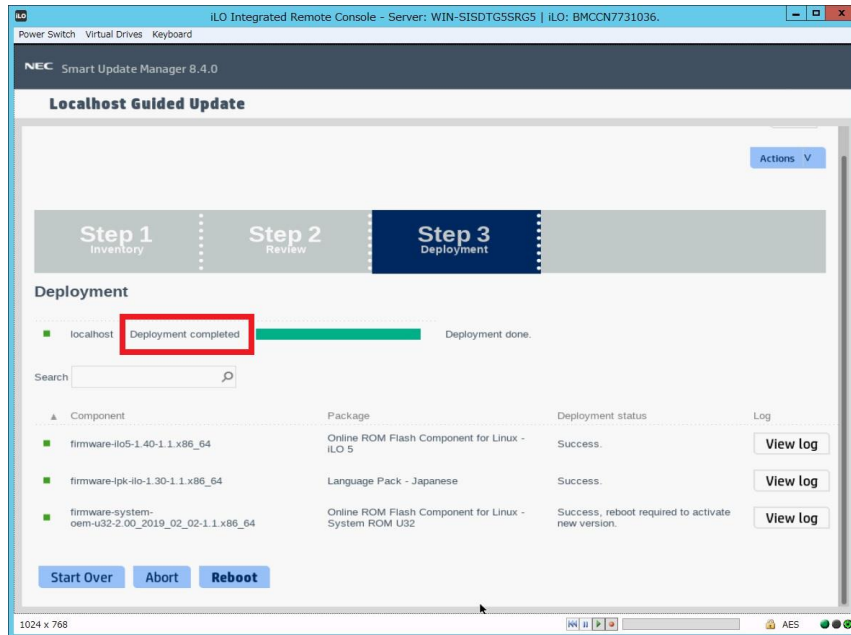 iLO
iLO Integrated Remote Console - Server: WIN-SISDTG5SRG5 | iLO: BMCCN7731036.
Power Switch Virtual Drives Keyboard
NEC Smart Update Manager 8.4.0
Localhost Guided Update
Actions
Step 1
Inventory
Step 2
Review
Step 3
Deployment
Deployment
localhost Deployment completed Deployment done.
Search
Component Package Deployment status Log
firmware-ilo5-1.40-1.1.x86_64 Online ROM Flash Component for Linux - iLO 5 Success. View log
firmware-lpk-ilo-1.30-1.1.x86_64 Language Pack - Japanese Success. View log
firmware-system-oem-u32-2.00_2019_02_02-1.1.x86_64 Online ROM Flash Component for Linux - System ROM U32 Success, reboot required to activate new version. View log
Start Over Abort Reboot
1024 x 768 AES